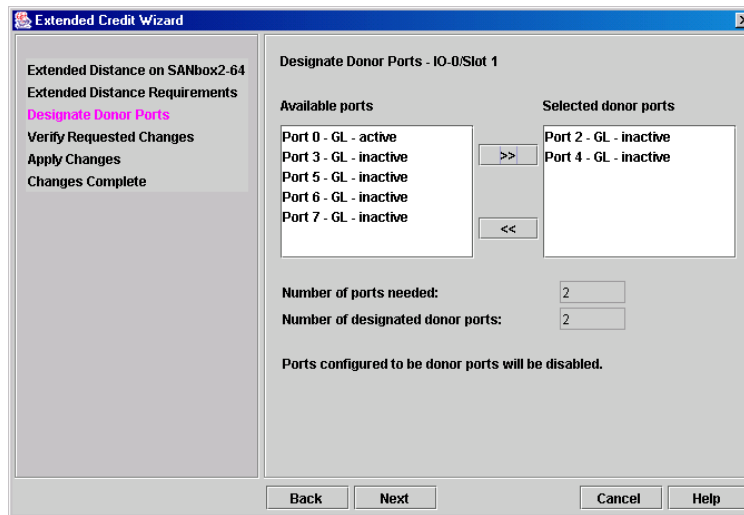 Extended Credit Wizard
Extended Distance on SANbox2-64
Extended Distance Requirements
Designate Donor Ports
Verify Requested Changes
Apply Changes
Changes Complete
Designate Donor Ports - IO-0/Slot 1
Available ports
Port 0 - GL - active
Port 3 - GL - inactive
Port 5 - GL - inactive
Port 6 - GL - inactive
Port 7 - GL - inactive
>>
<<
Selected donor ports
Port 2 - GL - inactive
Port 4 - GL - inactive
Number of ports needed: 2
Number of designated donor ports: 2
Ports configured to be donor ports will be disabled.
Back Next Cancel Help